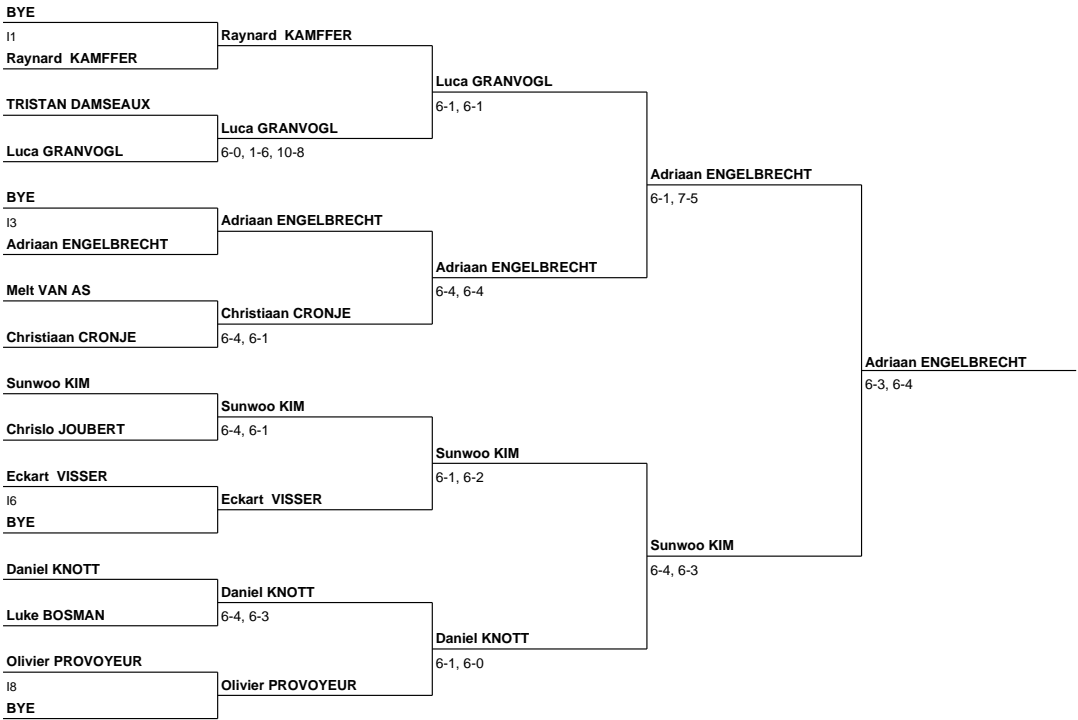 BYE
I1
Raynard KAMFFER
TRISTAN DAMSEAUX
Luca GRANVOGL
BYE
I3
Adriaan ENGELBRECHT
Melt VAN AS
Christiaan CRONJE
Sunwoo KIM
Chrislo JOUBERT
Eckart VISSER
I6
BYE
Daniel KNOTT
Luke BOSMAN
Olivier PROVOYEUR
I8
BYE
Raynard KAMFFER
Luca GRANVOGL
6-0, 1-6, 10-8
Adriaan ENGELBRECHT
Christiaan CRONJE
6-4, 6-1
Sunwoo KIM
6-4, 6-1
Eckart VISSER
Daniel KNOTT
6-4, 6-3
Olivier PROVOYEUR
Luca GRANVOGL
6-1, 6-1
Adriaan ENGELBRECHT
6-4, 6-4
Sunwoo KIM
6-1, 6-2
Daniel KNOTT
6-1, 6-0
Adriaan ENGELBRECHT
6-1, 7-5
Sunwoo KIM
6-4, 6-3
Adriaan ENGELBRECHT
6-3, 6-4